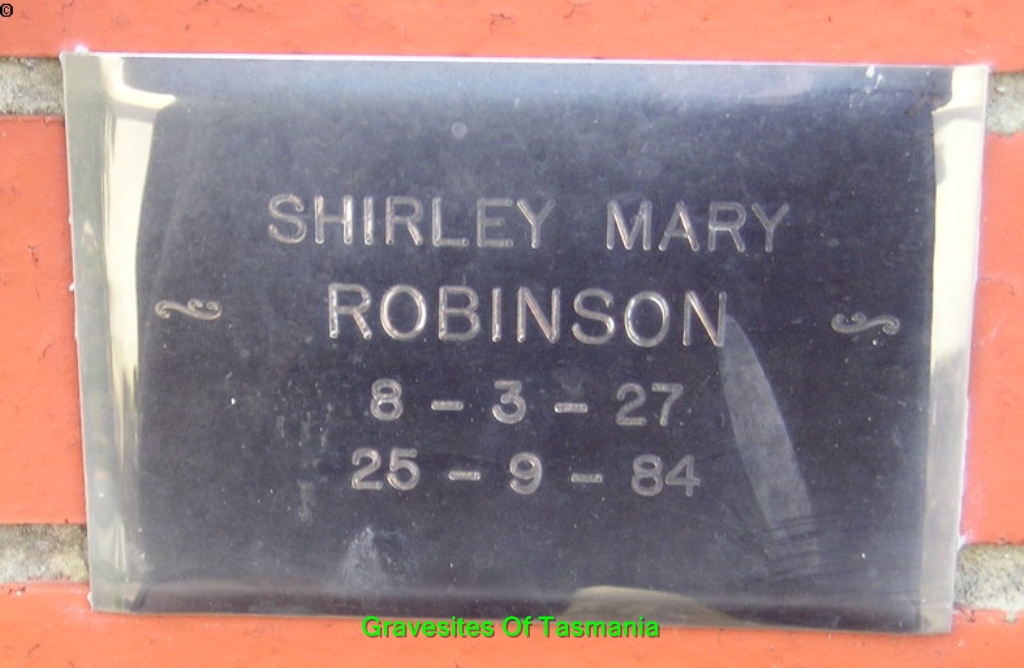 ©
SHIRLEY MARY
ROBINSON
8 - 3 - 27
25 - 9 - 84
Gravesites Of Tasmania